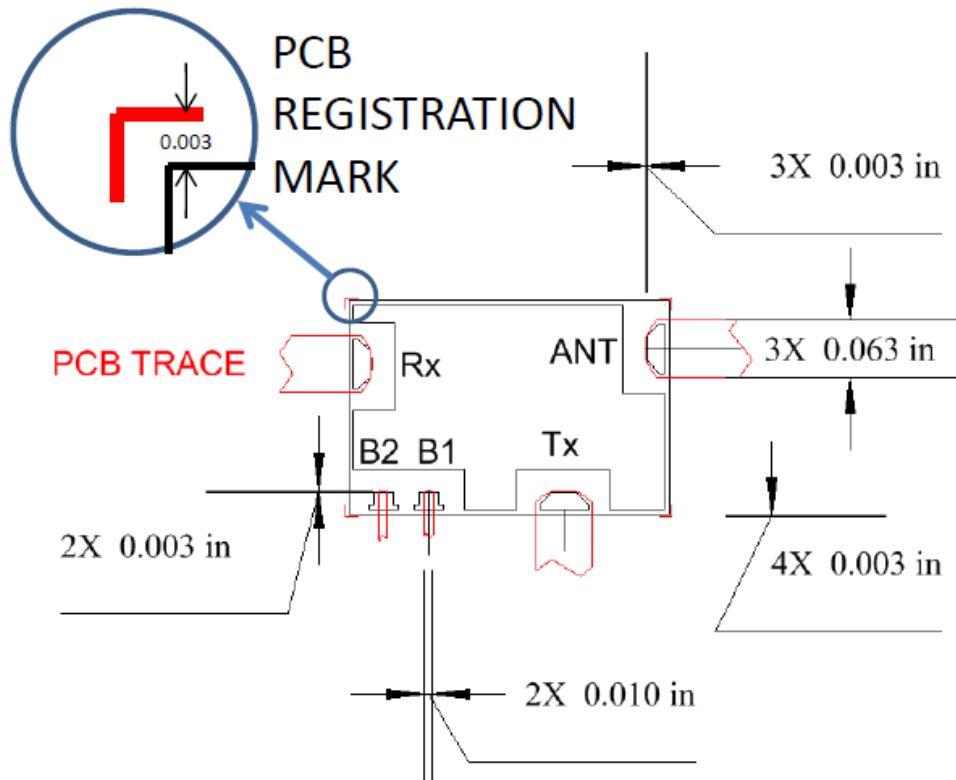 PCB
REGISTRATION
MARK
0.003
3X 0.003 in
PCB TRACE
Rx
ANT
3X 0.063 in
B2 B1
Tx
2X 0.003 in
4X 0.003 in
2X 0.010 in